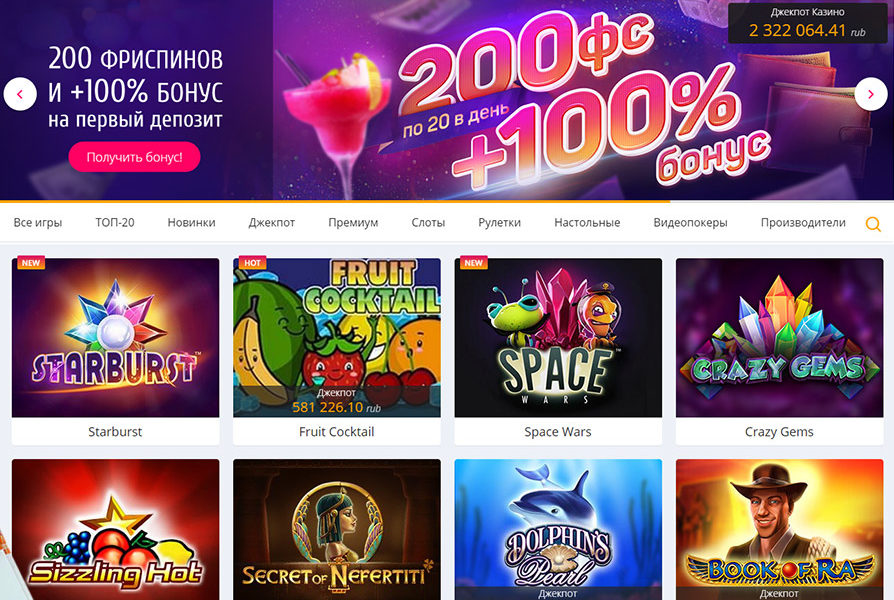 Джекпот Казино
2 322 064.41 rub
200 ФРИСПИНОВ
И +100% БОНУС
на первый депозит
Получить бонус!
200ФС
по 20 в день
+100%
бонус
Все игры ТОП-20 Новинки Джекпот Премиум Слоты Рулетки Настольные Видеопокеры Производители
NEW
STARBURST™
Starburst
HOT
FRUIT
COCKTAIL
Джекпот
581 226.10 rub
Fruit Cocktail
NEW
SPACE™
WARS
Space Wars
CRAZY GEMS
Crazy Gems
Sizzling Hot
SECRET OF NEFERTITI
DOLPHIN'S
Pearl
Джекпот
BOOK OF RA
Джекпот